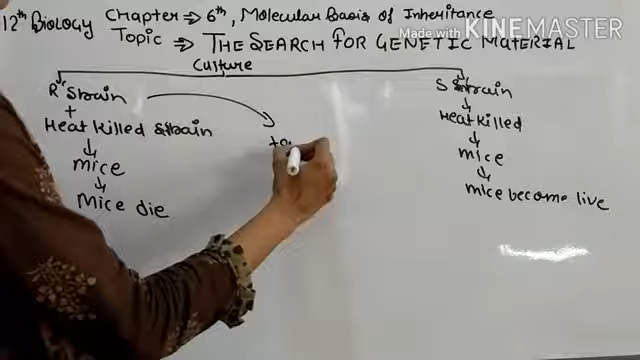 12th Biology Chapter ⇒ 6th, Molecular Basis of Inheritance
Topic ⇒ THE SEARCH FOR GENETIC MATERIAL
Made with KINEMASTER
Culture
R strain
+
Heat killed strain
↓
mice
↓
Mice die
S strain
↓
Heat killed
↓
mice
↓
mice become live